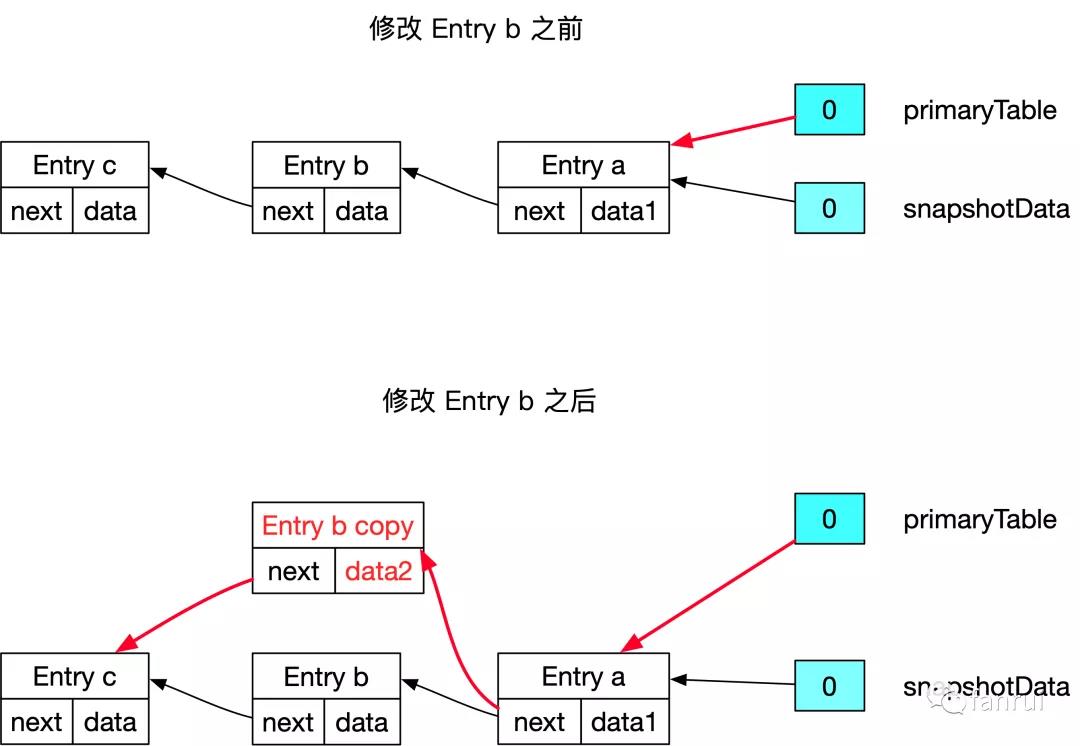 修改 Entry b 之前
0 primaryTable
Entry c Entry b Entry a
next data next data next data1
0 snapshotData
修改 Entry b 之后
Entry b copy
next data2
0 primaryTable
Entry c Entry b Entry a
next data next data next data1
0 snapshotData
fanrui